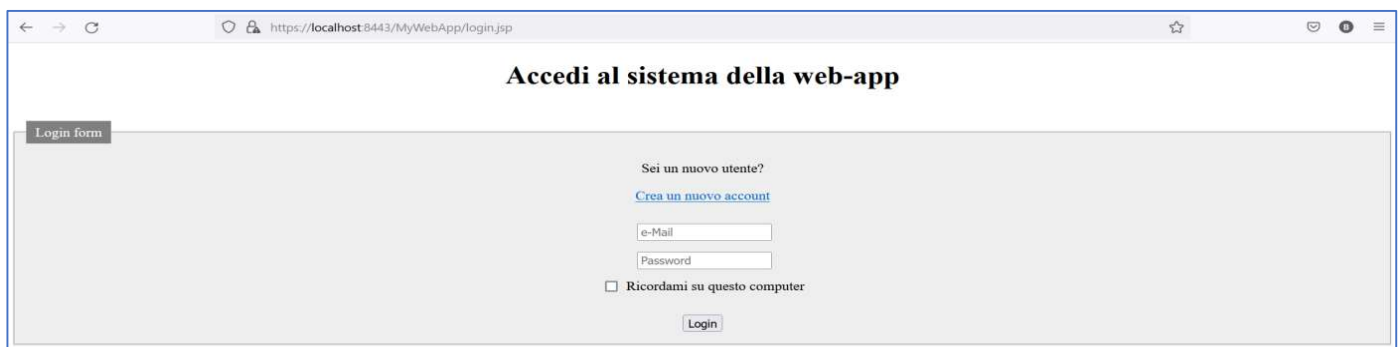 https://localhost:8443/MyWebApp/login.jsp
Accedi al sistema della web-app
Login form
Sei un nuovo utente?
Crea un nuovo account
e-Mail
Password
Ricordami su questo computer
Login